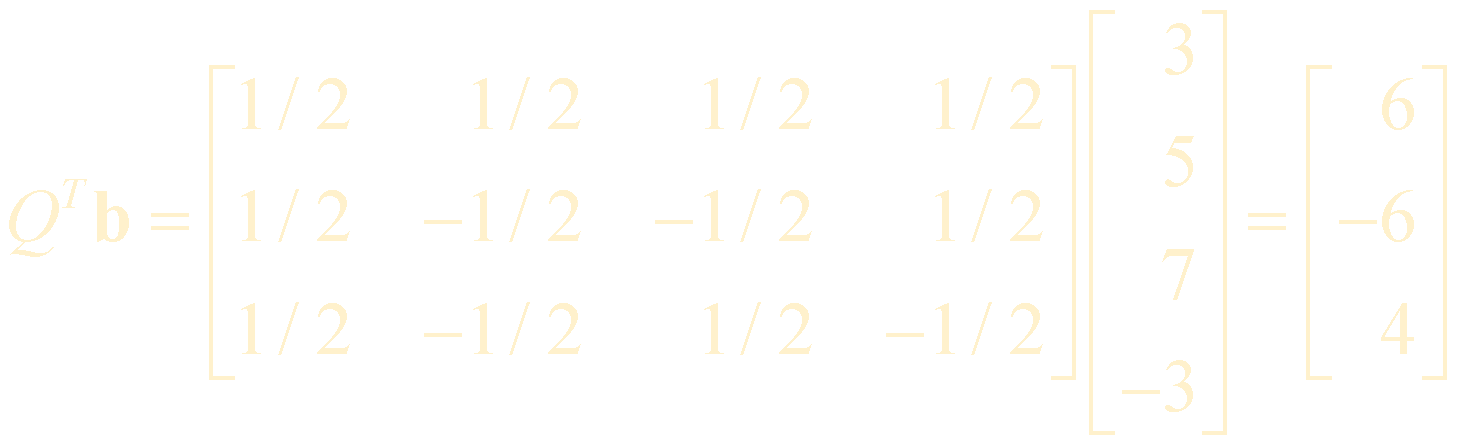 Q^T b = [ 1/2 1/2 1/2 1/2 ; 1/2 −1/2 −1/2 1/2 ; 1/2 −1/2 1/2 −1/2 ] [ 3 ; 5 ; 7 ; −3 ] = [ 6 ; −6 ; 4 ]